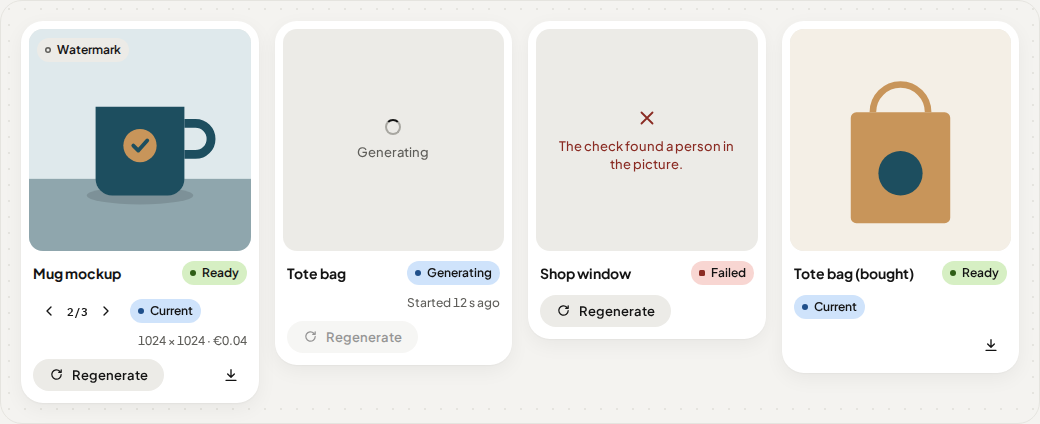 Watermark
Mug mockup
Ready
2/3
Current
1024 × 1024 · €0.04
Regenerate
Generating
Tote bag
Generating
Started 12 s ago
Regenerate
The check found a person in
the picture.
Shop window
Failed
Regenerate
Tote bag (bought)
Ready
Current